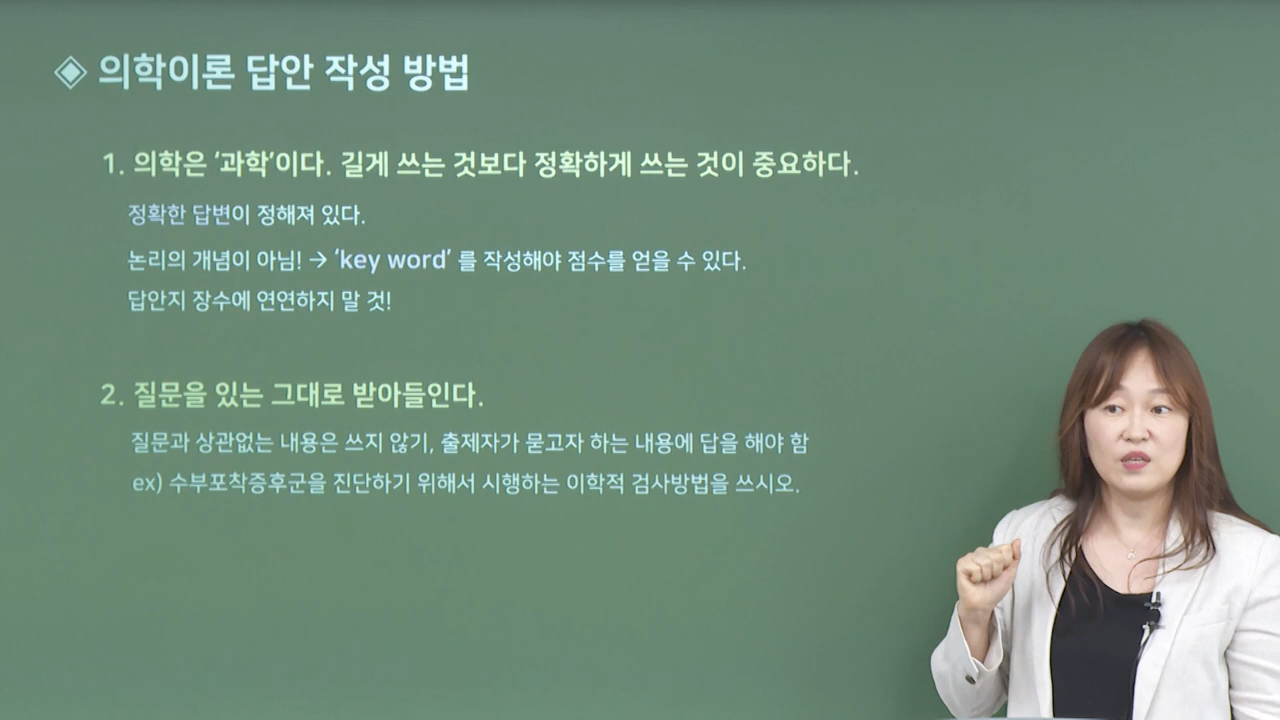 ◈ 의학이론 답안 작성 방법
1. 의학은 ‘과학’이다. 길게 쓰는 것보다 정확하게 쓰는 것이 중요하다.
정확한 답변이 정해져 있다.
논리의 개념이 아님! → ‘key word’ 를 작성해야 점수를 얻을 수 있다.
답안지 장수에 연연하지 말 것!
2. 질문을 있는 그대로 받아들인다.
질문과 상관없는 내용은 쓰지 않기, 출제자가 묻고자 하는 내용에 답을 해야 함
ex) 수부포착증후군을 진단하기 위해서 시행하는 이학적 검사방법을 쓰시오.